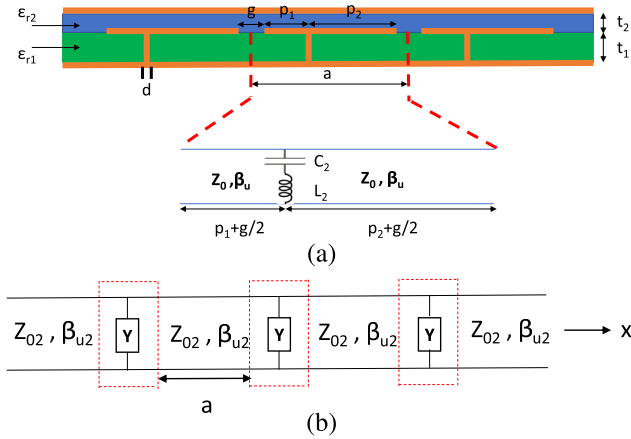 g p₁ p₂
εr2 t₂
εr1 t₁
d a
C₂
Z₀ ,βᵤ L₂ Z₀ ,βᵤ
p₁+g/2 p₂+g/2
(a)
Z₀₂ , βᵤ₂ Y Z₀₂ , βᵤ₂ Y Z₀₂ , βᵤ₂ Y Z₀₂ , βᵤ₂ x
a
(b)